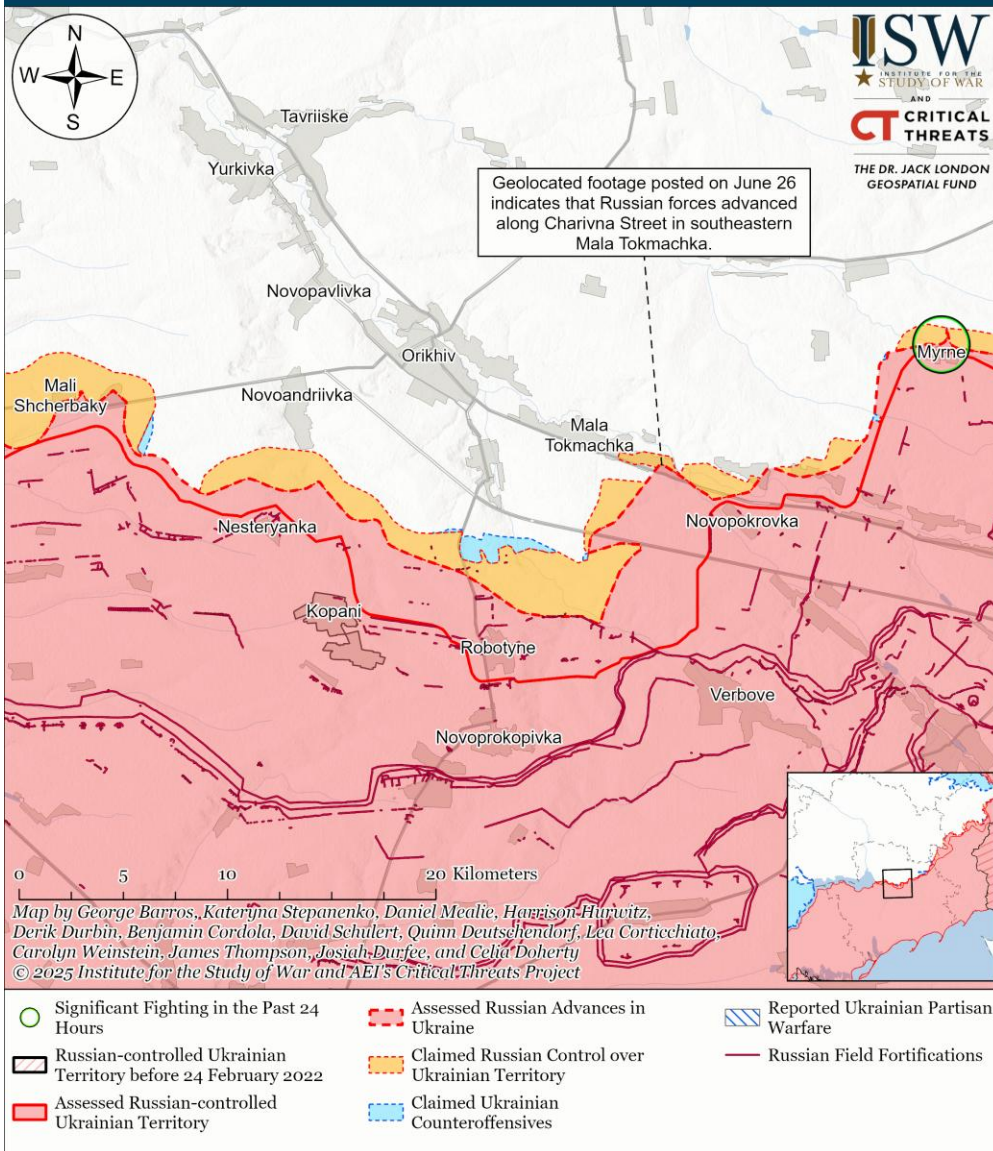 N
W
E
S
ISW
INSTITUTE FOR THE
STUDY OF WAR
AND
CT CRITICAL
THREATS
THE DR. JACK LONDON
GEOSPATIAL FUND
Tavriiske
Yurkivka
Geolocated footage posted on June 26
indicates that Russian forces advanced
along Charivna Street in southeastern
Mala Tokmachka.
Novopavlivka
Orikhiv
Myrne
Mali
Shcherbaky
Novoandriivka
Mala
Tokmachka
Nesteryanka
Novopokrovka
Kopani
Robotyne
Verbove
Novoprokopivka
0 5 10 20 Kilometers
Map by George Barros, Kateryna Stepanenko, Daniel Mealie, Harrison Hurwitz,
Derik Durbin, Benjamin Cordola, David Schulert, Quinn Deutschendorf, Lea Corticchiato,
Carolyn Weinstein, James Thompson, Josiah Durfee, and Celia Doherty
© 2025 Institute for the Study of War and AEI's Critical Threats Project
Significant Fighting in the Past 24
Hours
Russian-controlled Ukrainian
Territory before 24 February 2022
Assessed Russian-controlled
Ukrainian Territory
Assessed Russian Advances in
Ukraine
Claimed Russian Control over
Ukrainian Territory
Claimed Ukrainian
Counteroffensives
Reported Ukrainian Partisan
Warfare
Russian Field Fortifications